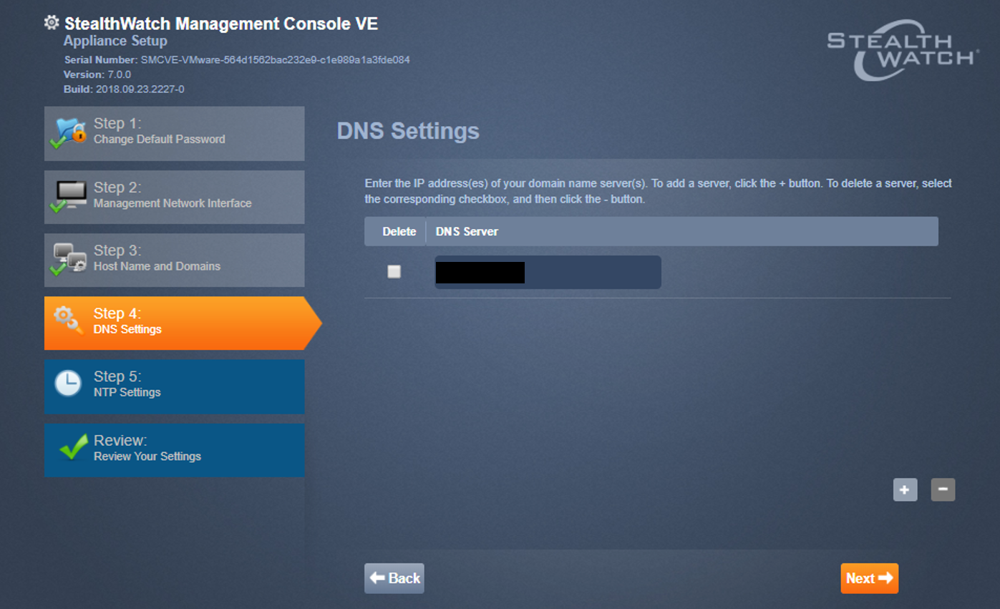 StealthWatch Management Console VE
Appliance Setup
Serial Number: SMCVE-VMware-564d1562bac232e9-c1e989a1a3fde084
Version: 7.0.0
Build: 2018.09.23.2227-0
STEALTH
WATCH®
Step 1:
Change Default Password
Step 2:
Management Network Interface
Step 3:
Host Name and Domains
Step 4:
DNS Settings
Step 5:
NTP Settings
Review:
Review Your Settings
DNS Settings
Enter the IP address(es) of your domain name server(s). To add a server, click the + button. To delete a server, select
the corresponding checkbox, and then click the - button.
Delete DNS Server
+ -
Back Next